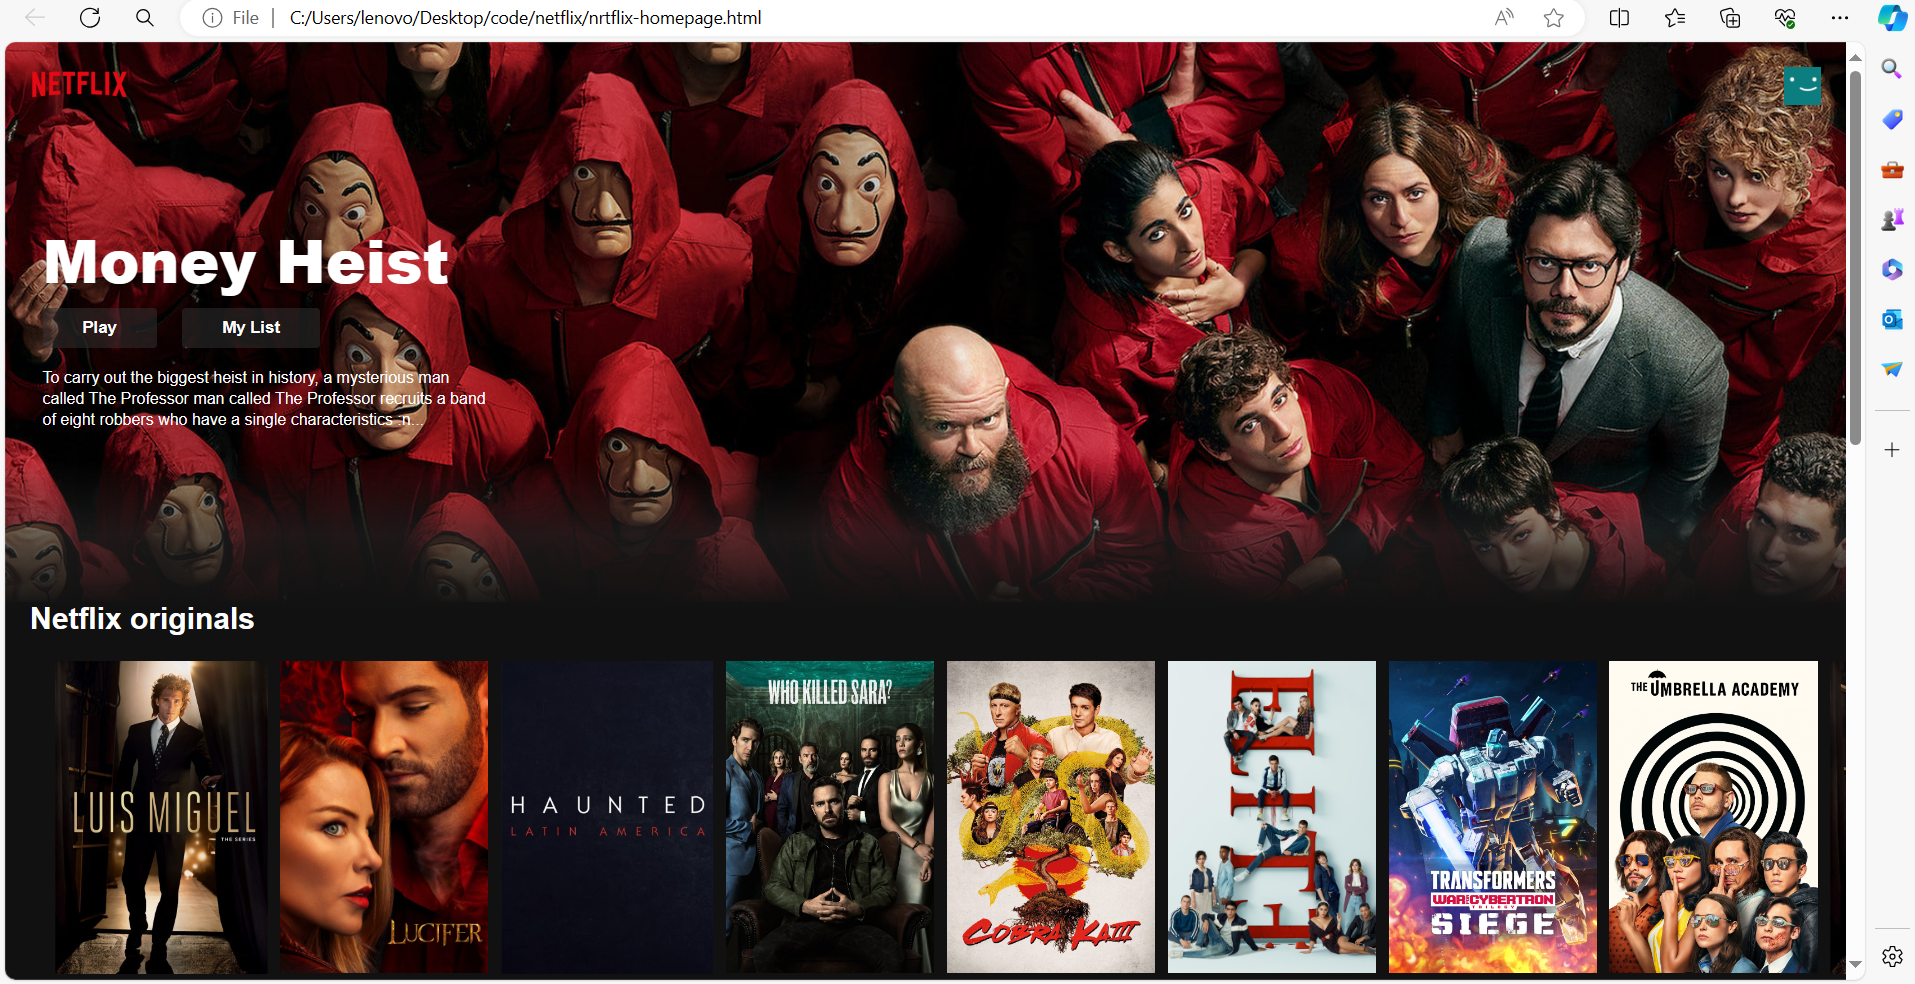 File
C:/Users/lenovo/Desktop/code/netflix/nrtflix-homepage.html
NETFLIX
Money Heist
Play
My List
To carry out the biggest heist in history, a mysterious man
called The Professor man called The Professor recruits a band
of eight robbers who have a single characteristics :n...
Netflix originals
LUIS MIGUEL
THE SERIES
LUCIFER
HAUNTED
LATIN AMERICA
WHO KILLED SARA?
COBRA KAI III
ELITE
TRANSFORMERS
WAR FOR CYBERTRON
TRILOGY
SIEGE
THE UMBRELLA ACADEMY